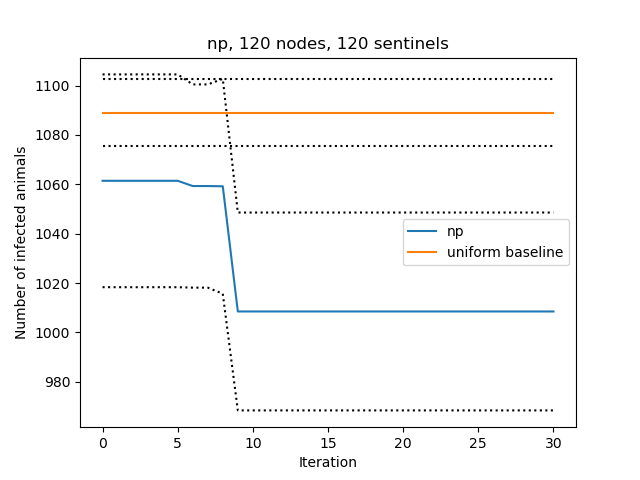 np, 120 nodes, 120 sentinels
1100
1080
1060
1040
1020
1000
980
Number of infected animals
np
uniform baseline
0 5 10 15 20 25 30
Iteration